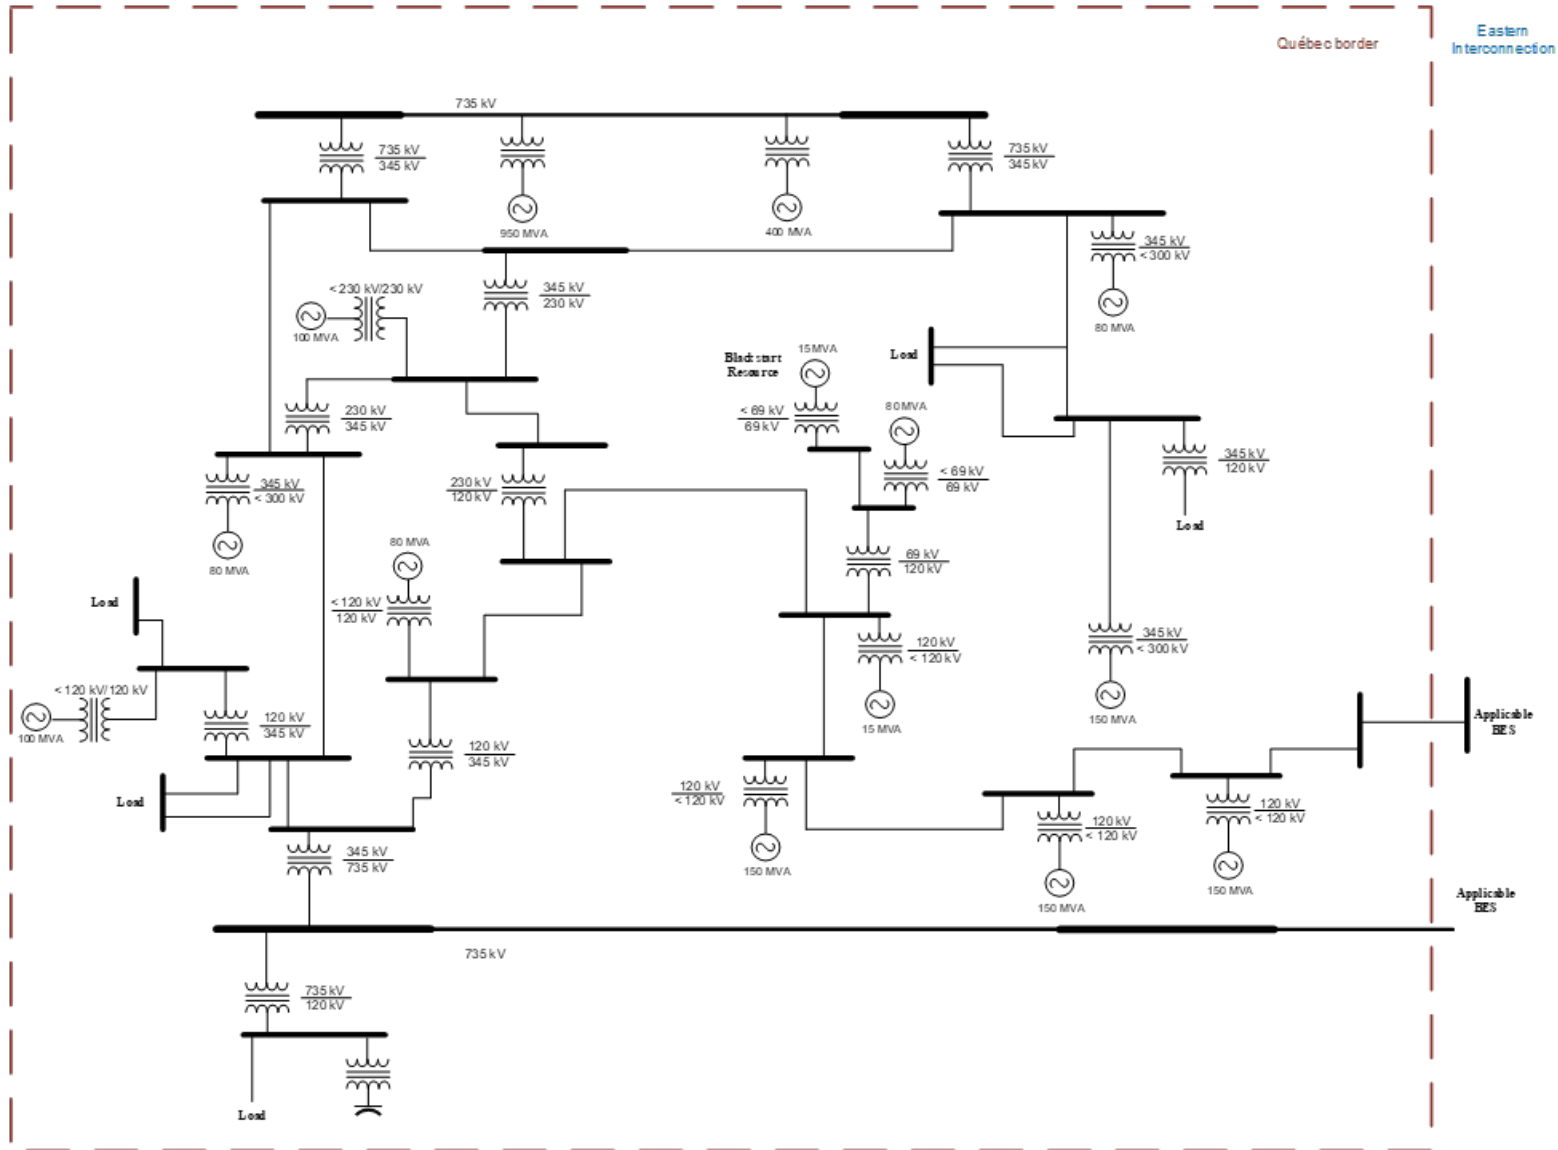 Québec border
Eastern
Interconnection
735 kV
735 kV
345 kV
735 kV
345 kV
950 MVA
400 MVA
345 kV
< 300 kV
80 MVA
< 230 kV/230 kV
100 MVA
345 kV
230 kV
Load
15 MVA
Blackstart
Resource
< 69 kV
69 kV
80 MVA
< 69 kV
69 kV
230 kV
345 kV
345 kV
120 kV
Load
345 kV
< 300 kV
80 MVA
230 kV
120 kV
80 MVA
< 120 kV
120 kV
69 kV
120 kV
Load
120 kV
< 120 kV
15 MVA
345 kV
< 300 kV
150 MVA
< 120 kV/120 kV
100 MVA
120 kV
345 kV
120 kV
345 kV
Applicable
BES
Load
120 kV
< 120 kV
150 MVA
120 kV
< 120 kV
150 MVA
120 kV
< 120 kV
150 MVA
345 kV
735 kV
Applicable
BES
735 kV
735 kV
120 kV
Load